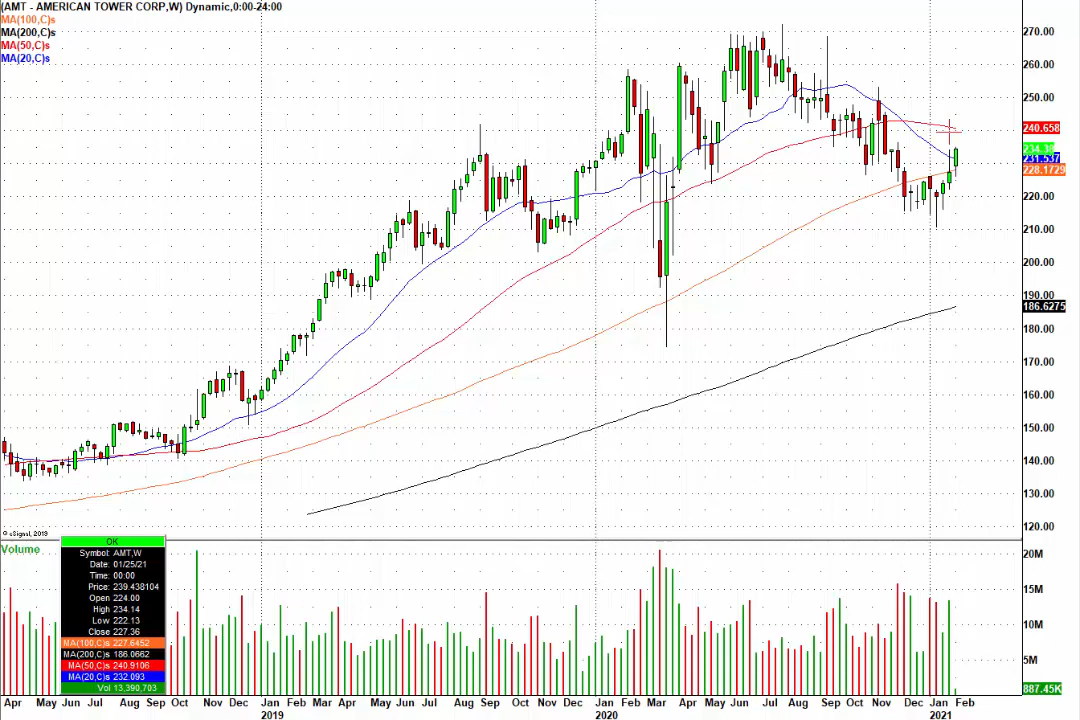 (AMT - AMERICAN TOWER CORP,W) Dynamic,0:00-24:00
MA(100,C)s
MA(200,C)s
MA(50,C)s
MA(20,C)s
270.00
260.00
250.00
240.658
231.537
228.1729
220.00
210.00
200.00
190.00
186.6275
180.00
170.00
160.00
150.00
140.00
130.00
120.00
© eSignal, 2019
Volume
20M
15M
10M
5M
887.45K
OK
Symbol: AMT,W
Date: 01/25/21
Time: 00:00
Price: 239.438104
Open 224.00
High 234.14
Low 222.13
Close 227.36
MA(100,C)s 227.6452
MA(200,C)s 186.0662
MA(50,C)s 240.9106
MA(20,C)s 232.093
Vol 13,390,703
Apr May Jun Jul Aug Sep Oct Nov Dec Jan Feb Mar Apr May Jun Jul Aug Sep Oct Nov Dec Jan Feb Mar Apr May Jun Jul Aug Sep Oct Nov Dec Jan Feb
2019 2020 2021